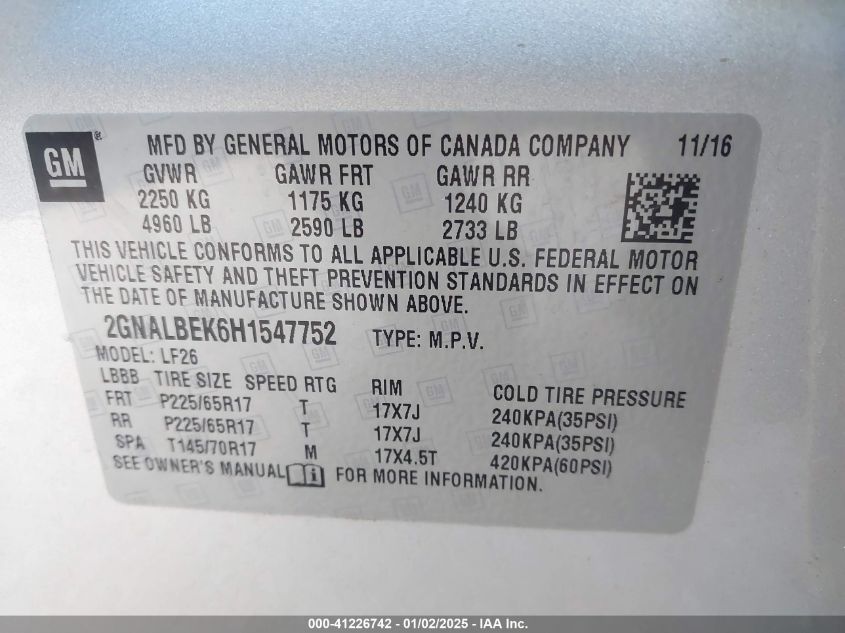 GM ® MFD BY GENERAL MOTORS OF CANADA COMPANY 11/16
GVWR GAWR FRT GAWR RR
2250 KG 1175 KG 1240 KG
4960 LB 2590 LB 2733 LB
THIS VEHICLE CONFORMS TO ALL APPLICABLE U.S. FEDERAL MOTOR
VEHICLE SAFETY AND THEFT PREVENTION STANDARDS IN EFFECT ON
THE DATE OF MANUFACTURE SHOWN ABOVE.
2GNALBEK6H1547752 TYPE: M.P.V.
MODEL: LF26
LBBB TIRE SIZE SPEED RTG RIM COLD TIRE PRESSURE
FRT P225/65R17 T 17X7J 240KPA(35PSI)
RR P225/65R17 T 17X7J 240KPA(35PSI)
SPA T145/70R17 M 17X4.5T 420KPA(60PSI)
SEE OWNER'S MANUAL i FOR MORE INFORMATION.
000-41226742 - 01/02/2025 - IAA Inc.